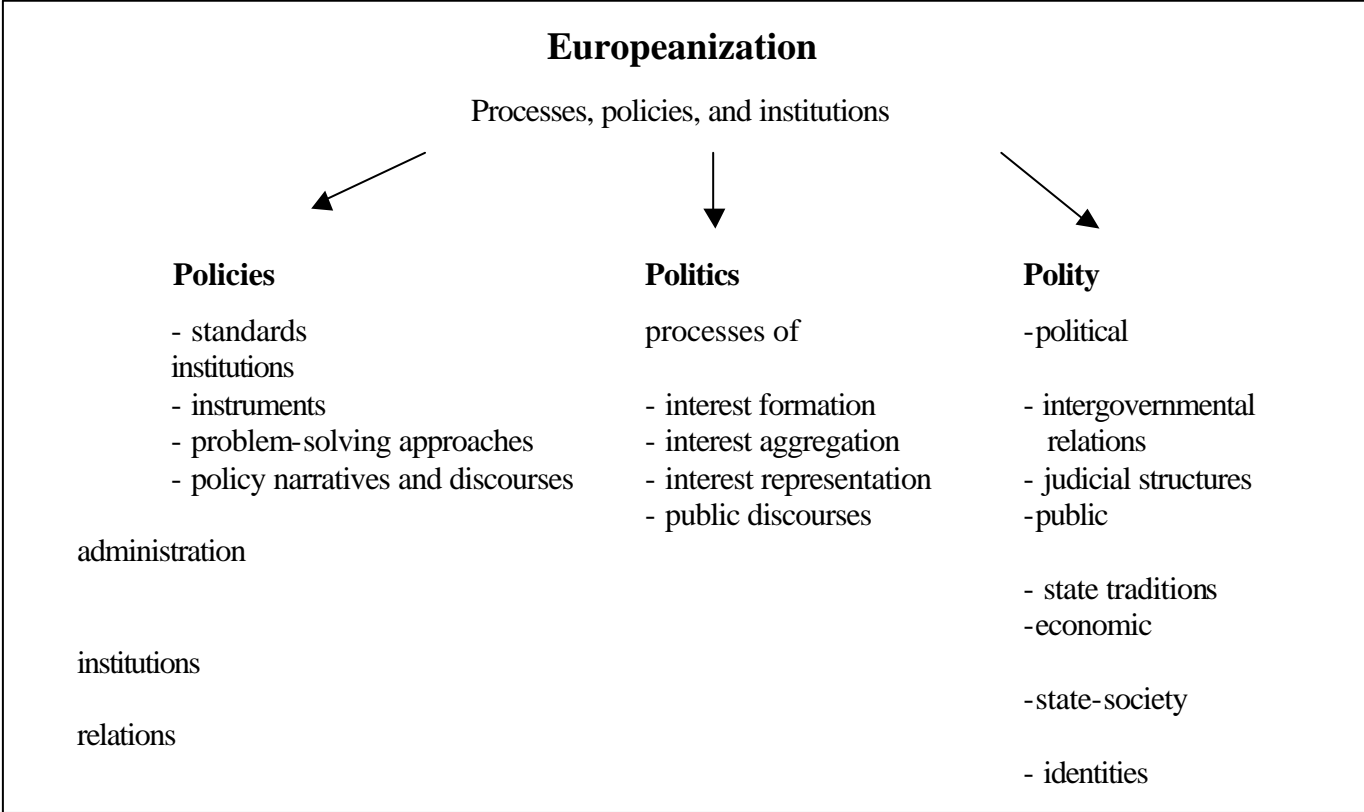 Europeanization
Processes, policies, and institutions
Policies Politics Polity
- standards processes of -political
institutions
- instruments - interest formation - intergovernmental
- problem-solving approaches - interest aggregation relations
- policy narratives and discourses - interest representation - judicial structures
- public discourses -public
administration
- state traditions
-economic
institutions
-state-society
relations
- identities